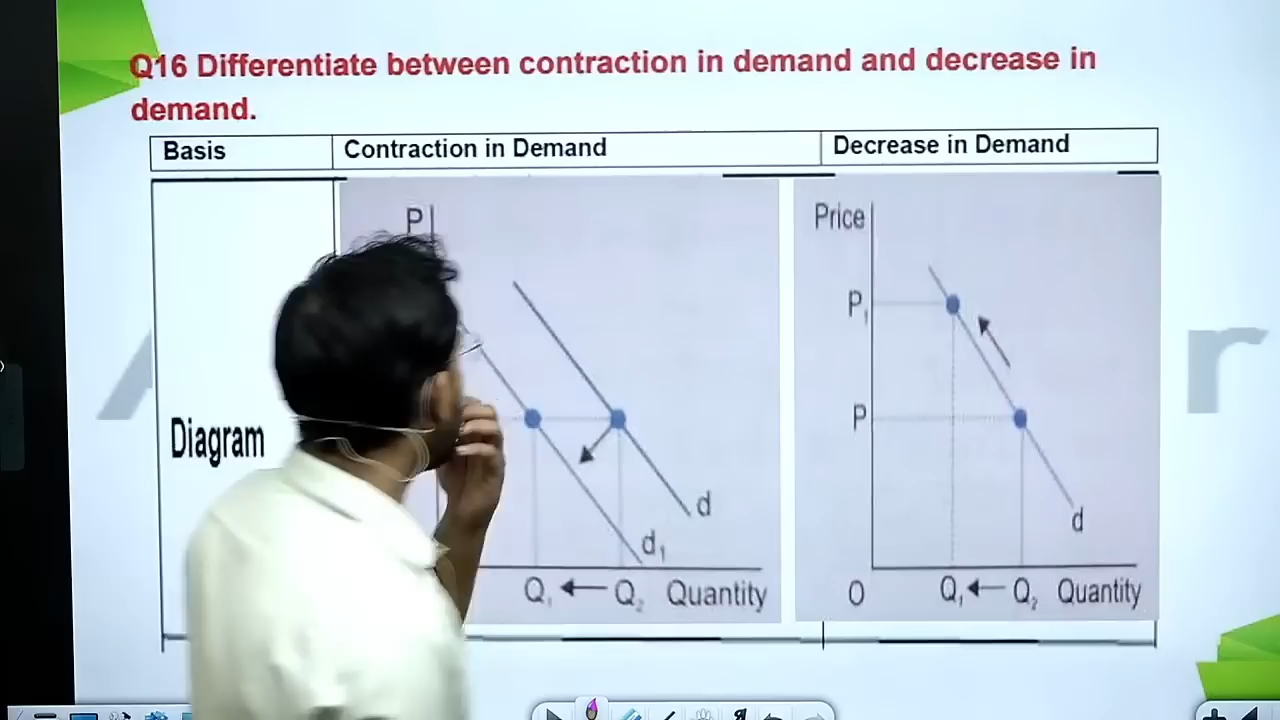 Q16 Differentiate between contraction in demand and decrease in
demand.
Basis Contraction in Demand Decrease in Demand
Diagram
P
d
d₁
Q₁ Q₂ Quantity
Price
P₁
P
d
O Q₁ Q₂ Quantity
r